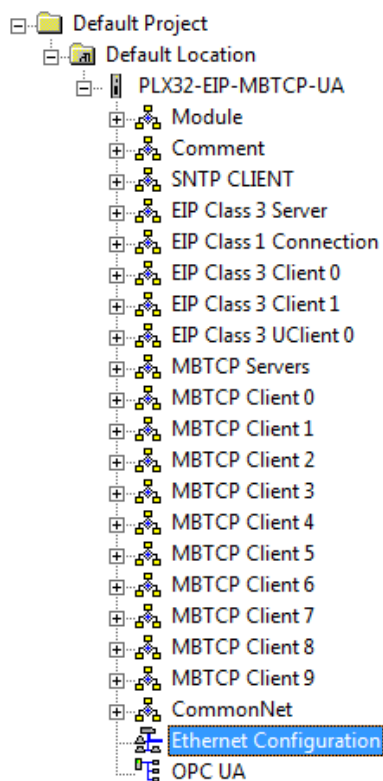 Default Project
Default Location
PLX32-EIP-MBTCP-UA
Module
Comment
SNTP CLIENT
EIP Class 3 Server
EIP Class 1 Connection
EIP Class 3 Client 0
EIP Class 3 Client 1
EIP Class 3 UClient 0
MBTCP Servers
MBTCP Client 0
MBTCP Client 1
MBTCP Client 2
MBTCP Client 3
MBTCP Client 4
MBTCP Client 5
MBTCP Client 6
MBTCP Client 7
MBTCP Client 8
MBTCP Client 9
CommonNet
Ethernet Configuration
OPC UA